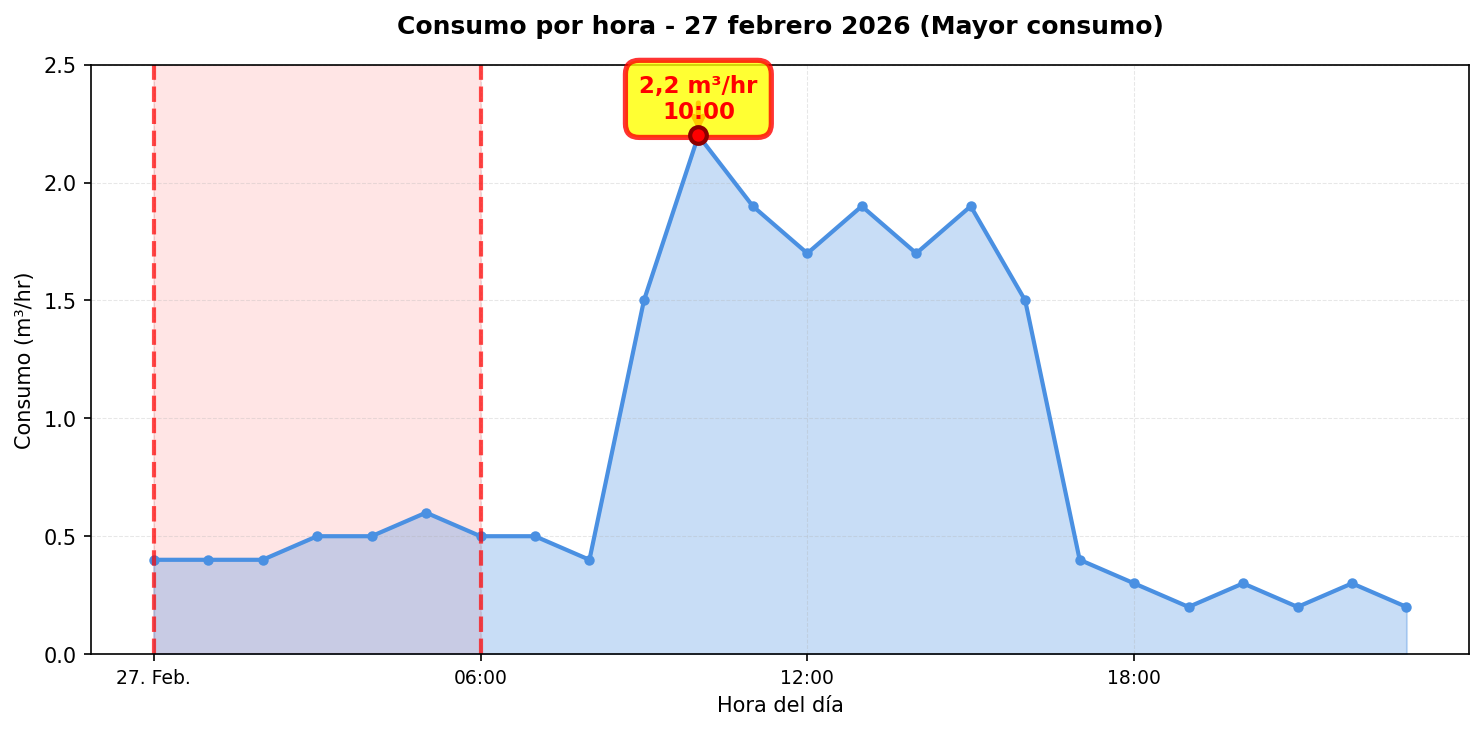 Consumo por hora - 27 febrero 2026 (Mayor consumo)
2,2 m³/hr
10:00
Consumo (m³/hr)
2.5
2.0
1.5
1.0
0.5
0.0
27. Feb.
06:00
12:00
18:00
Hora del día